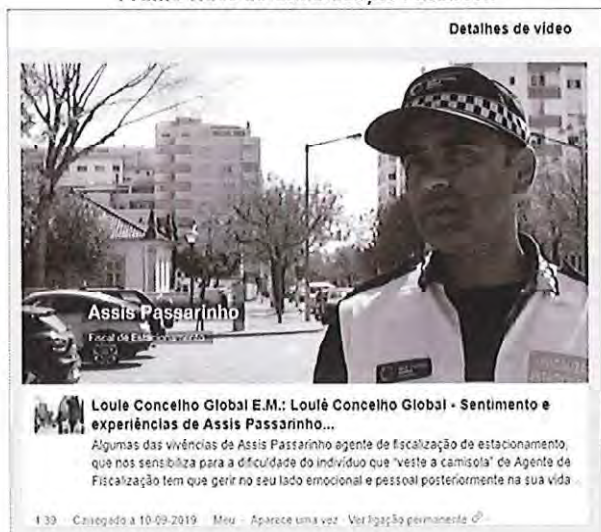 Detalhes de vídeo
Assis Passarinho
Fiscal de Estacionamento
Loule Concelho Global E.M.: Loulé Concelho Global - Sentimento e
experiências de Assis Passarinho...
Algumas das vivências de Assis Passarinho agente de fiscalização de estacionamento,
que nos sensibiliza para a dificuldade do indivíduo que "veste a camisola" de Agente de
Fiscalização tem que gerir no seu lado emocional e pessoal posteriormente na sua vida
1:39 · Carregado a 10-09-2019 · Meu · Aparece uma vez · Ver ligação permanente